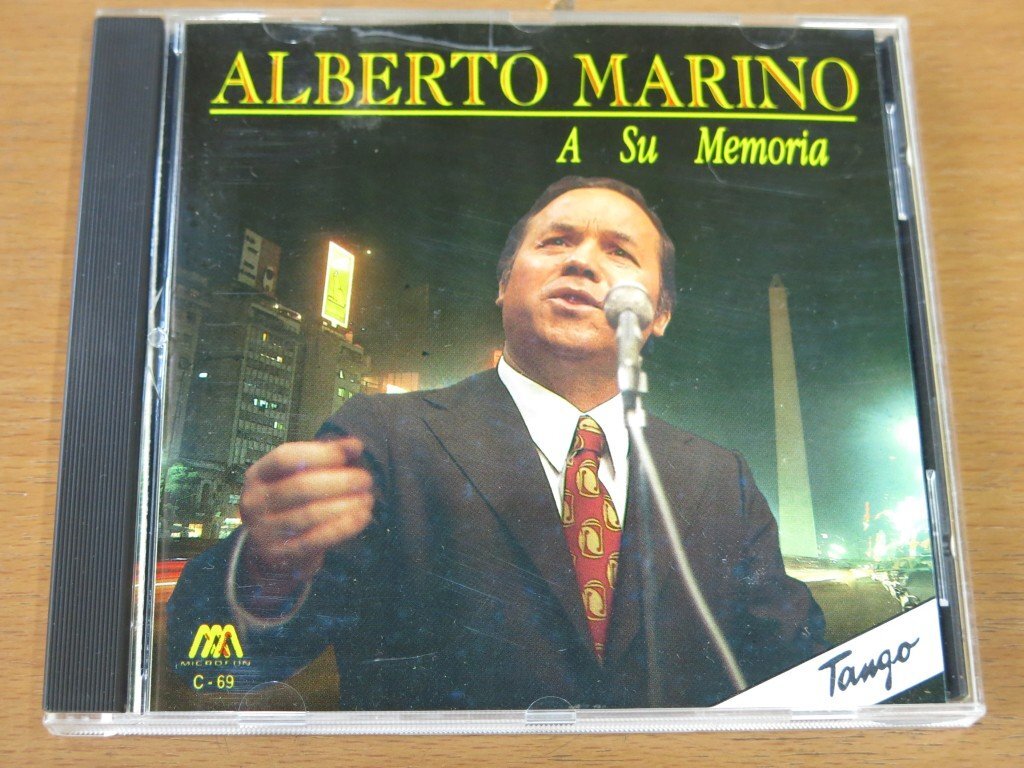 ALBERTO MARINO
A Su Memoria
MICROFON
C - 69
Tango